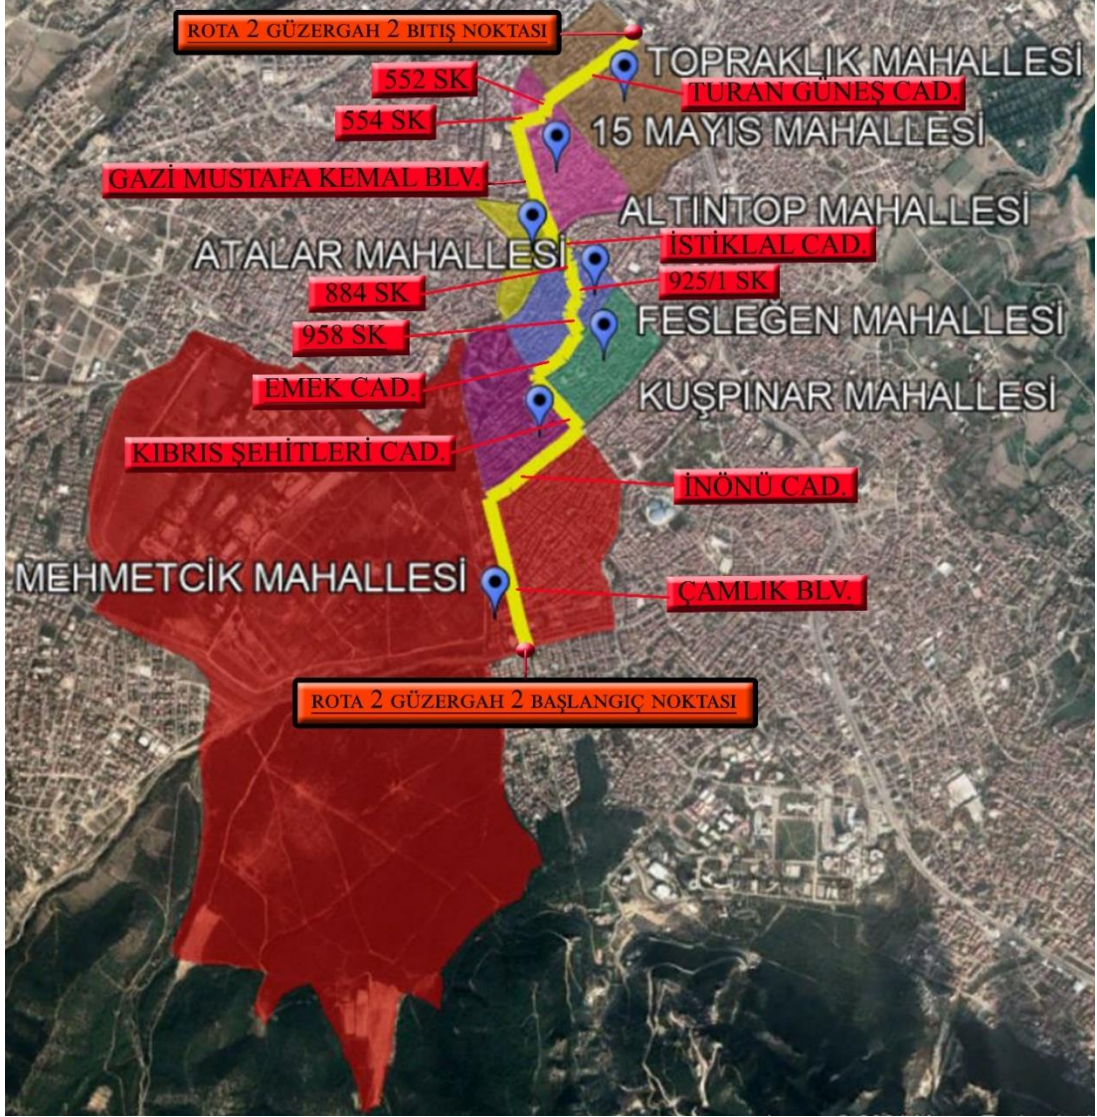 ROTA 2 GÜZERGAH 2 BITIŞ NOKTASI
TOPRAKLIK MAHALLESİ
552 SK
TURAN GÜNEŞ CAD.
554 SK
15 MAYIS MAHALLESİ
GAZİ MUSTAFA KEMAL BLV.
ALTINTOP MAHALLESİ
ATALAR MAHALLESİ
İSTİKLAL CAD.
884 SK
925/1 SK
958 SK
FESLEĞEN MAHALLESİ
EMEK CAD.
KUŞPINAR MAHALLESİ
KIBRIS ŞEHİTLERİ CAD.
İNÖNÜ CAD.
MEHMETCİK MAHALLESİ
ÇAMLIK BLV.
ROTA 2 GÜZERGAH 2 BAŞLANGIÇ NOKTASI